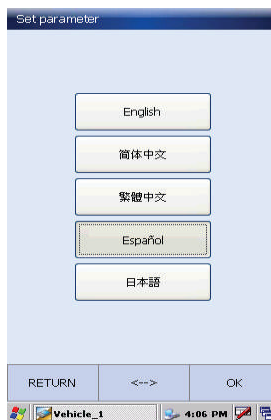 Set parameter
English
简体中文
繁體中文
Español
日本語
RETURN <--> OK
Vehicle_1 4:06 PM